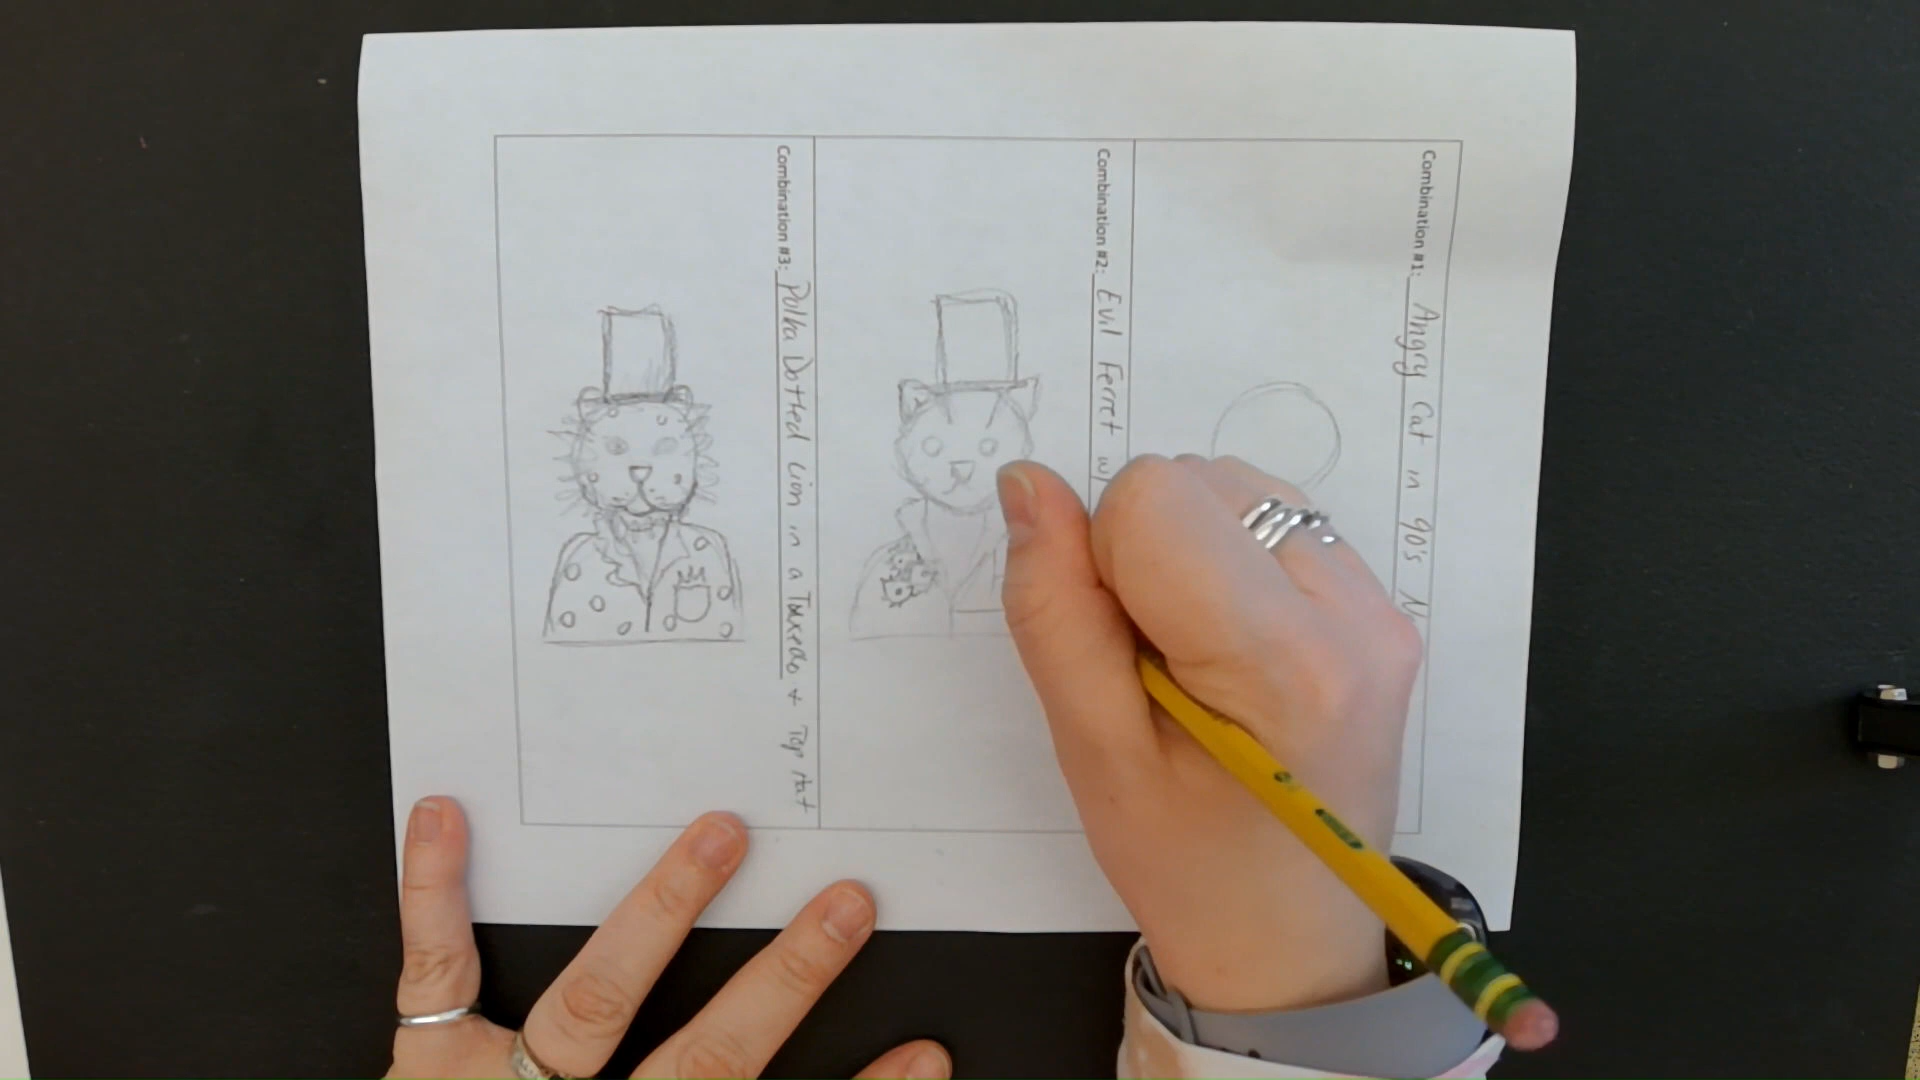 Combination #1: Angry Cat in 90's
Combination #2: Evil Ferret w/
Combination #3: Polka Dotted Lion in a Tuxedo + Top Hat